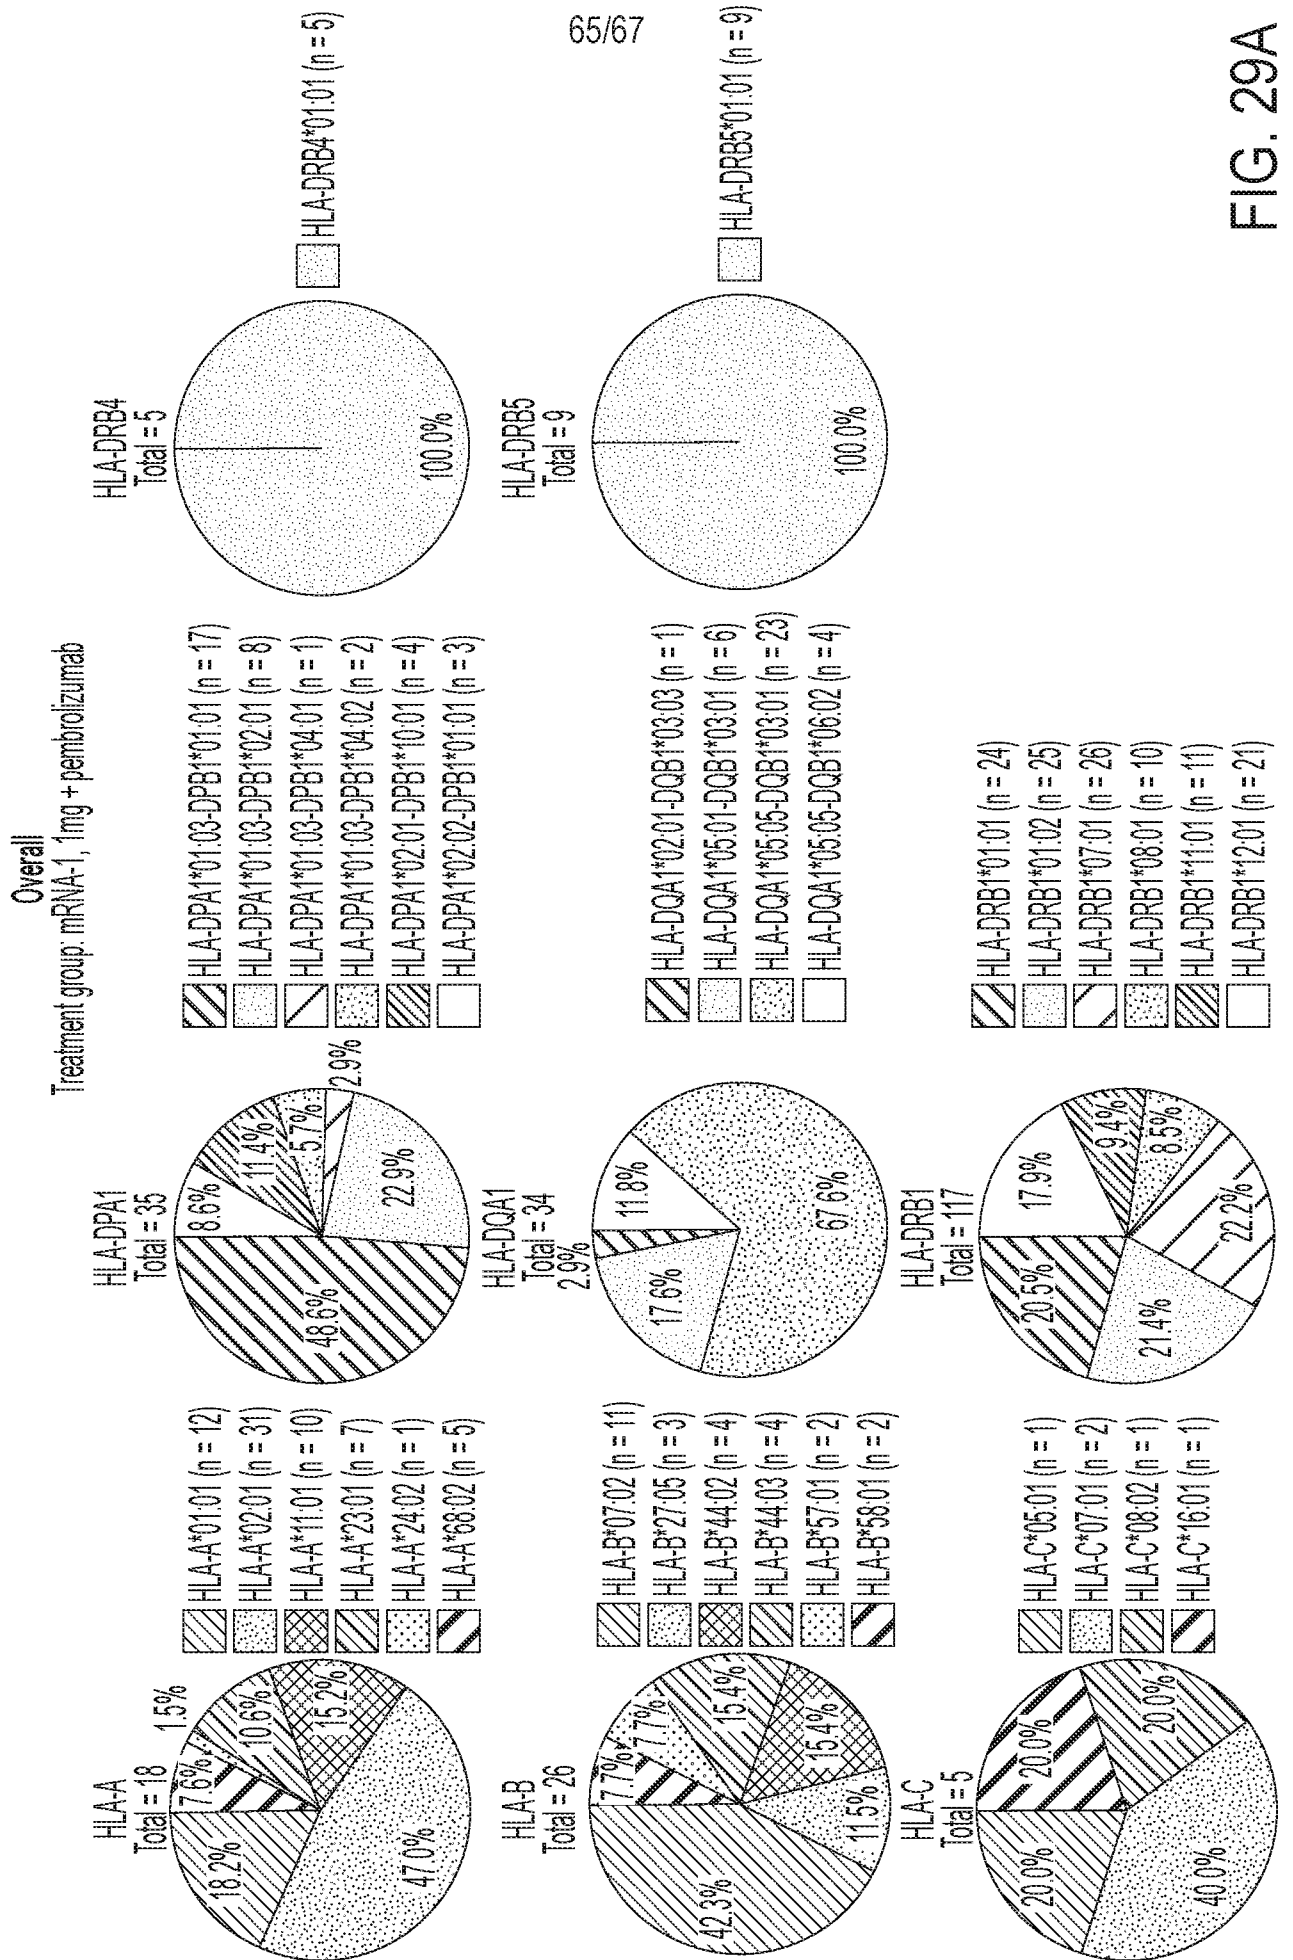 65/67
Overall
Treatment group: mRNA-1, 1mg + pembrolizumab
HLA-A
Total = 18
18.2%
7.6%
1.5%
10.6%
15.2%
47.0%
HLA-A*01:01 (n = 12)
HLA-A*02:01 (n = 31)
HLA-A*11:01 (n = 10)
HLA-A*23:01 (n = 7)
HLA-A*24:02 (n = 1)
HLA-A*68:02 (n = 5)
HLA-DPA1
Total = 35
8.6%
11.4%
5.7%
2.9%
22.9%
48.6%
HLA-DPA1*01:03-DPB1*01:01 (n = 17)
HLA-DPA1*01:03-DPB1*02:01 (n = 8)
HLA-DPA1*01:03-DPB1*04:01 (n = 1)
HLA-DPA1*01:03-DPB1*04:02 (n = 2)
HLA-DPA1*02:01-DPB1*10:01 (n = 4)
HLA-DPA1*02:02-DPB1*01:01 (n = 3)
HLA-DRB4
Total = 5
100.0%
HLA-DRB4*01:01 (n = 5)
HLA-B
Total = 26
7.7%
7.7%
15.4%
15.4%
11.5%
42.3%
HLA-B*07:02 (n = 11)
HLA-B*27:05 (n = 3)
HLA-B*44:02 (n = 4)
HLA-B*44:03 (n = 4)
HLA-B*57:01 (n = 2)
HLA-B*58:01 (n = 2)
HLA-DQA1
Total = 34
2.9%
11.8%
17.6%
67.6%
HLA-DQA1*02:01-DQB1*03:03 (n = 1)
HLA-DQA1*05:01-DQB1*03:01 (n = 6)
HLA-DQA1*05:05-DQB1*03:01 (n = 23)
HLA-DQA1*05:05-DQB1*06:02 (n = 4)
HLA-DRB5
Total = 9
100.0%
HLA-DRB5*01:01 (n = 9)
HLA-C
Total = 5
20.0%
20.0%
20.0%
40.0%
HLA-C*05:01 (n = 1)
HLA-C*07:01 (n = 2)
HLA-C*08:02 (n = 1)
HLA-C*16:01 (n = 1)
HLA-DRB1
Total = 117
20.5%
17.9%
9.4%
8.5%
22.2%
21.4%
HLA-DRB1*01:01 (n = 24)
HLA-DRB1*01:02 (n = 25)
HLA-DRB1*07:01 (n = 26)
HLA-DRB1*08:01 (n = 10)
HLA-DRB1*11:01 (n = 11)
HLA-DRB1*12:01 (n = 21)
FIG. 29A